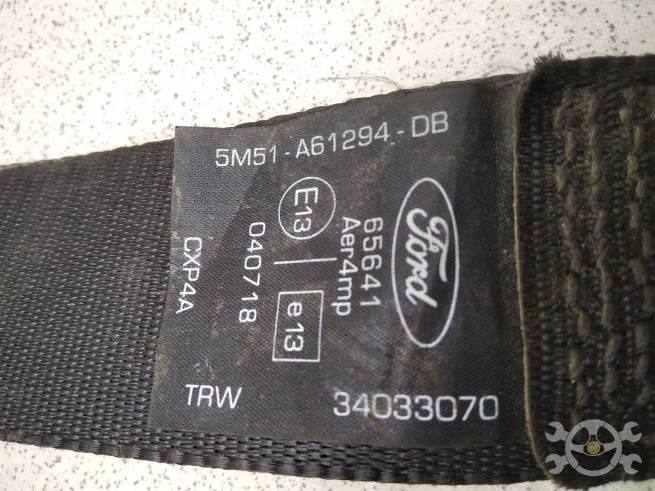 5M51-A61294-DB
Ford
65641
Aer4mp
E13
e13
040718
CXP4A
TRW 34033070